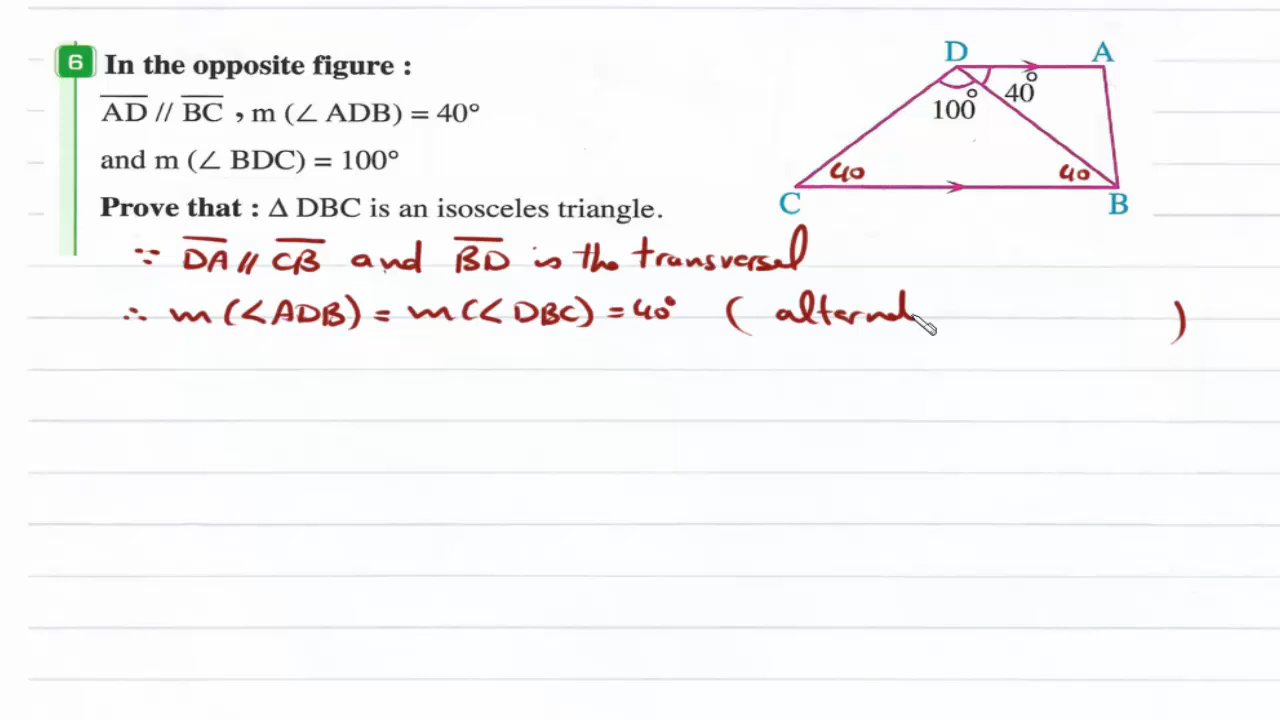 6 In the opposite figure :
AD // BC , m (∠ ADB) = 40°
and m (∠ BDC) = 100°
Prove that : Δ DBC is an isosceles triangle.
D A
100° 40°
40 40
C B
∵ DA // CB and BD is the transversal
∴ m (∠ADB) = m (∠ DBC) = 40° ( alternat )